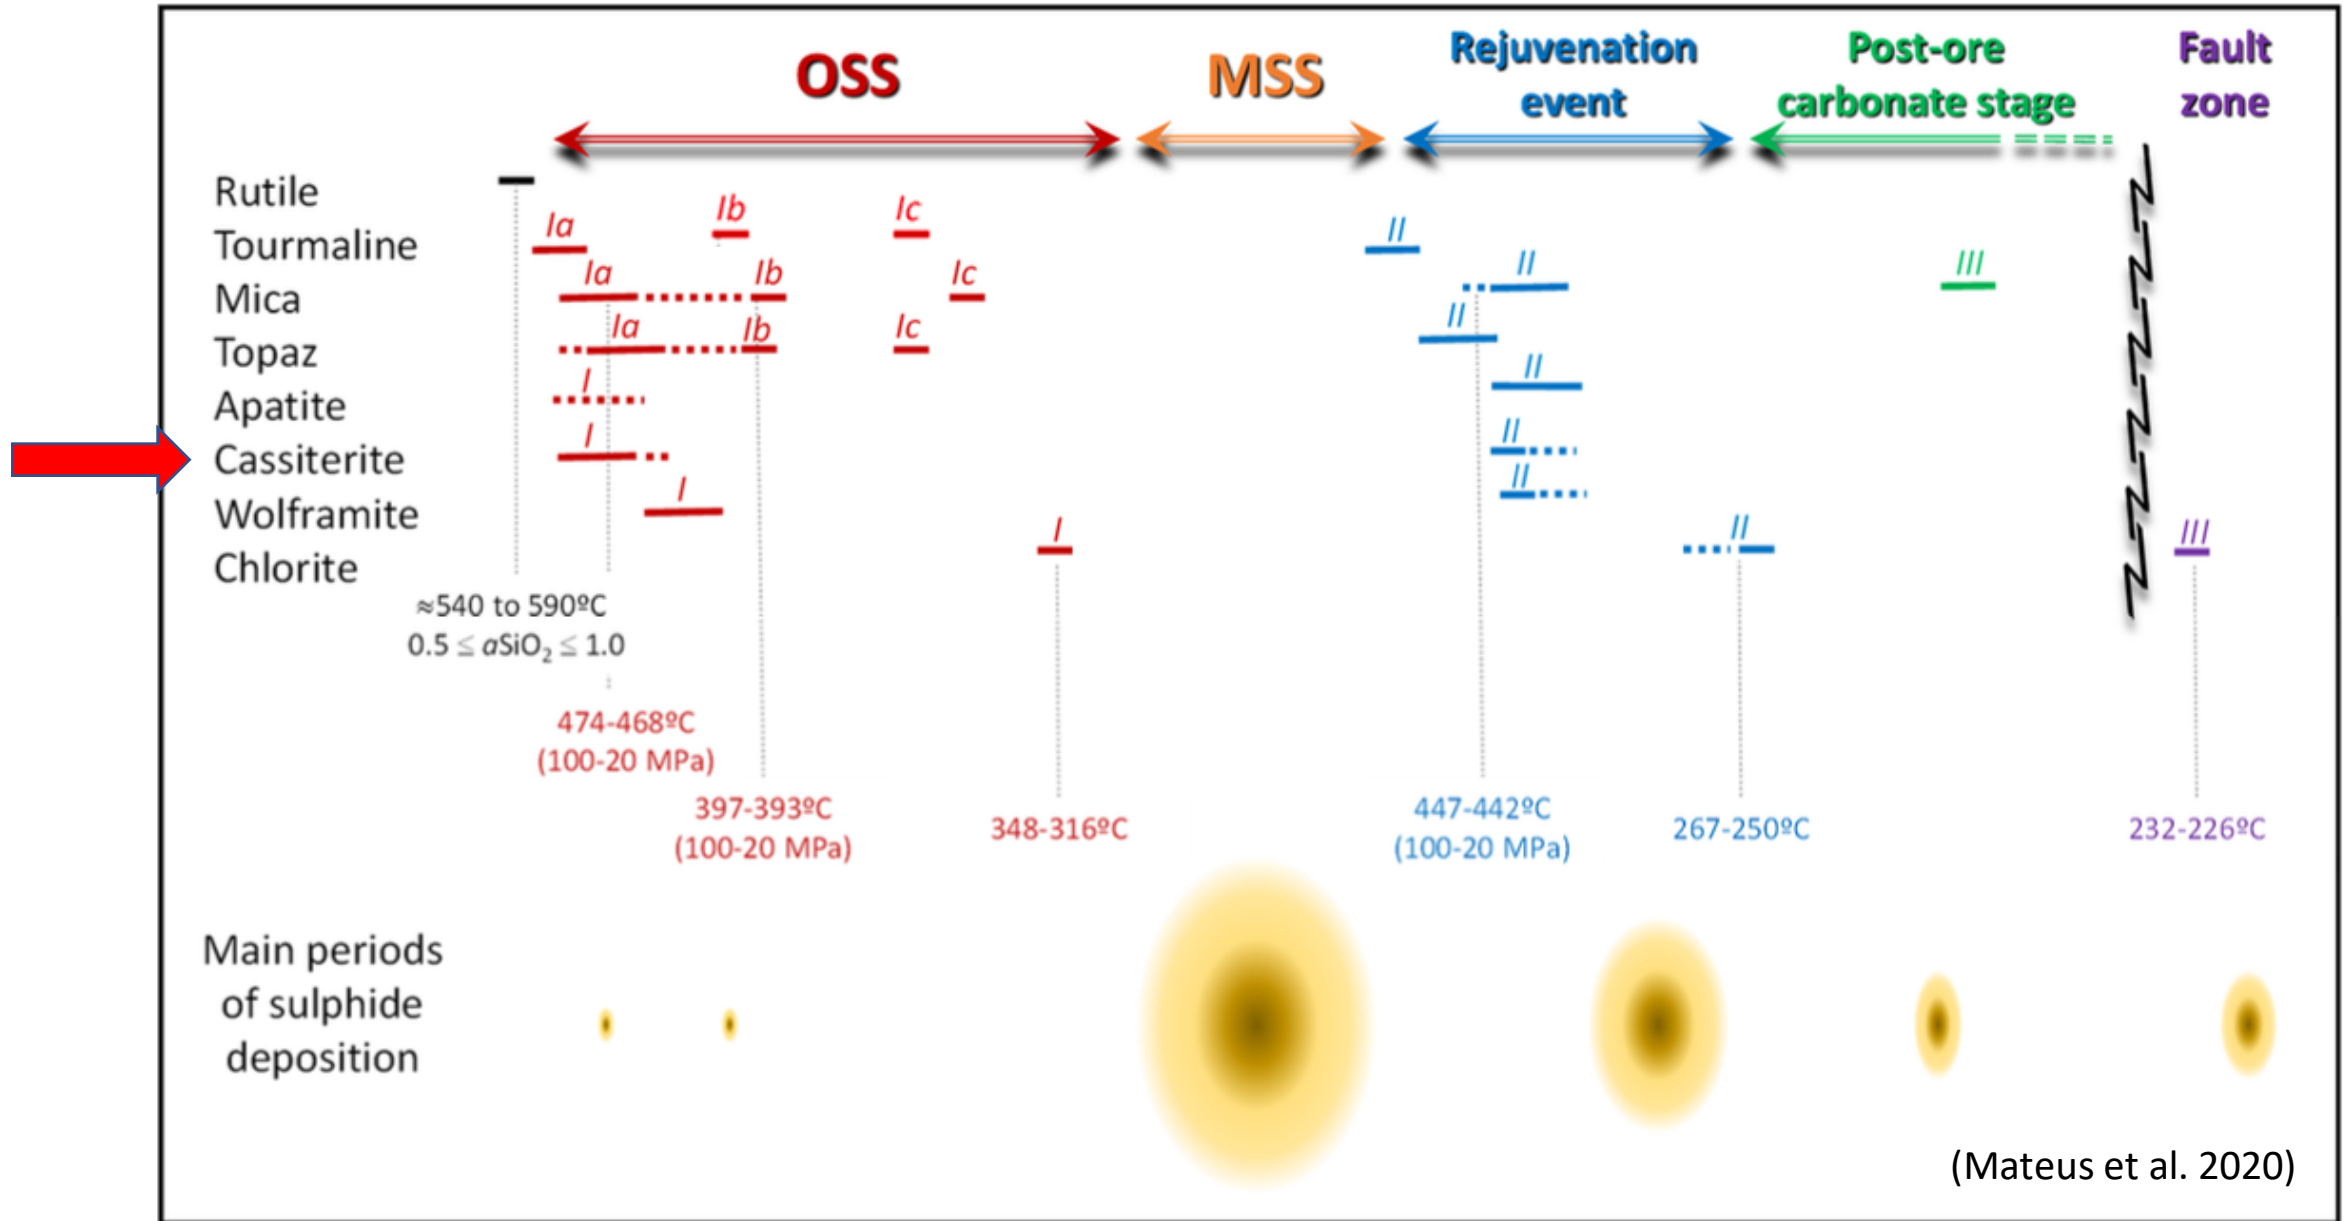 OSS
MSS
Rejuvenation
event
Post-ore
carbonate stage
Fault
zone
Rutile
Ib
Ic
Tourmaline
Ia
II
Ia
Ib
Ic
II
III
Mica
Ia
Ib
Ic
II
Topaz
I
II
Apatite
I
II
Cassiterite
I
II
Wolframite
I
II
III
Chlorite
≈540 to 590ºC
0.5 ≤ aSiO₂ ≤ 1.0
474-468ºC
(100-20 MPa)
397-393ºC
(100-20 MPa)
348-316ºC
447-442ºC
(100-20 MPa)
267-250ºC
232-226ºC
Main periods
of sulphide
deposition
(Mateus et al. 2020)